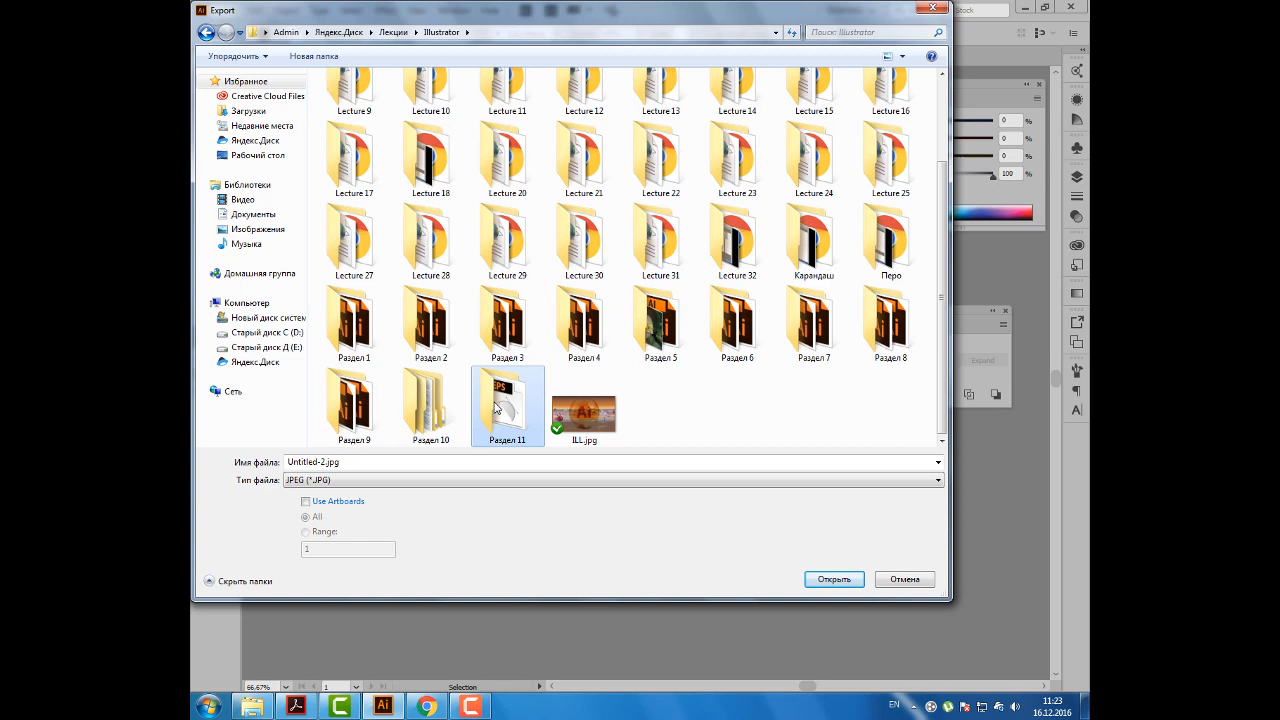 Export
Stock
Admin
Яндекс.Диск
Лекции
Illustrator
Поиск: Illustrator
Упорядочить
Новая папка
Избранное
Creative Cloud Files
Загрузки
Недавние места
Яндекс.Диск
Рабочий стол
Библиотеки
Видео
Документы
Изображения
Музыка
Домашняя группа
Компьютер
Новый диск систем
Старый диск С (D:)
Старый диск Д (E:)
Яндекс.Диск
Сеть
Lecture 9
Lecture 10
Lecture 11
Lecture 12
Lecture 13
Lecture 14
Lecture 15
Lecture 16
Lecture 17
Lecture 18
Lecture 20
Lecture 21
Lecture 22
Lecture 23
Lecture 24
Lecture 25
Lecture 27
Lecture 28
Lecture 29
Lecture 30
Lecture 31
Lecture 32
Карандаш
Перо
Раздел 1
Раздел 2
Раздел 3
Раздел 4
Раздел 5
Раздел 6
Раздел 7
Раздел 8
Раздел 9
Раздел 10
EPS
Раздел 11
Ai
ILL.jpg
0 %
0 %
0 %
100 %
Expand
Имя файла: Untitled-2.jpg
Тип файла: JPEG (*.JPG)
Use Artboards
All
Range:
1
Скрыть папки
Открыть
Отмена
66,67%
1
Selection
Ai
EN
11:23
16.12.2016